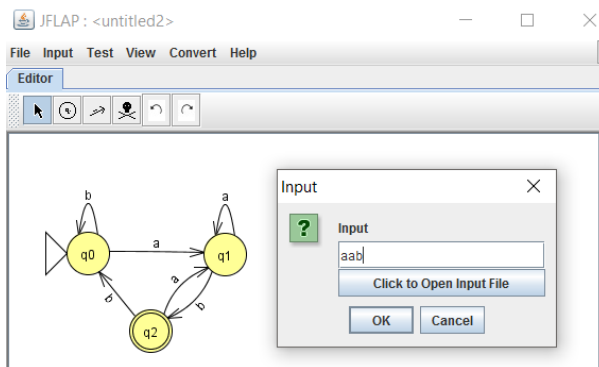 JFLAP : <untitled2>
File Input Test View Convert Help
Editor
b
a
q0
a
q1
a
b
b
q2
Input
?
Input
aab
Click to Open Input File
OK Cancel